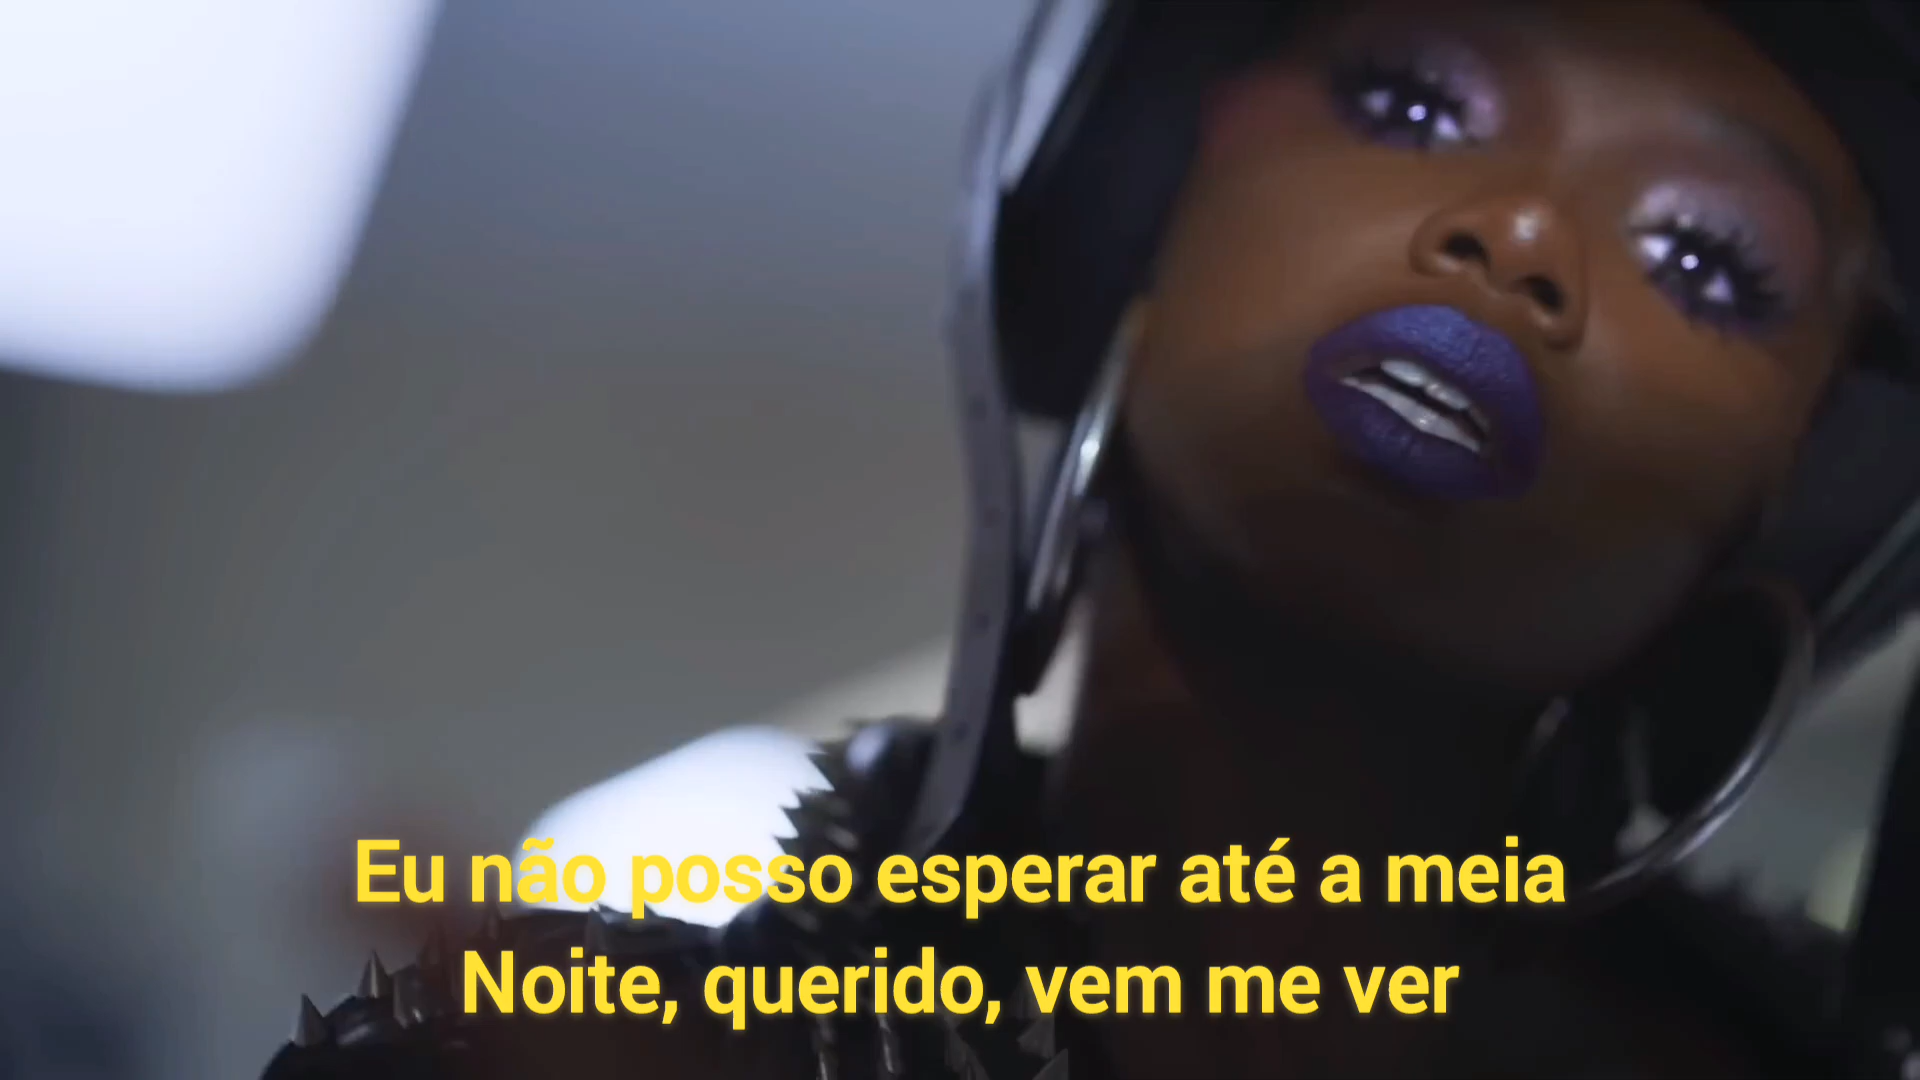 Eu não posso esperar até a meia
Noite, querido, vem me ver